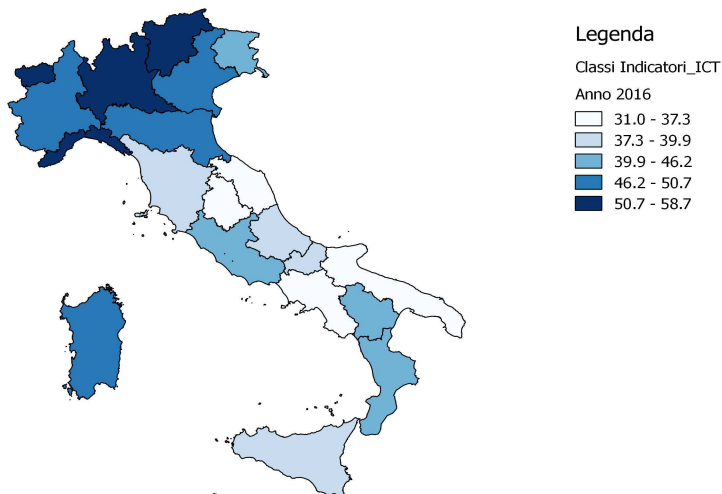 Legenda
Classi Indicatori_ICT
Anno 2016
31.0 - 37.3
37.3 - 39.9
39.9 - 46.2
46.2 - 50.7
50.7 - 58.7